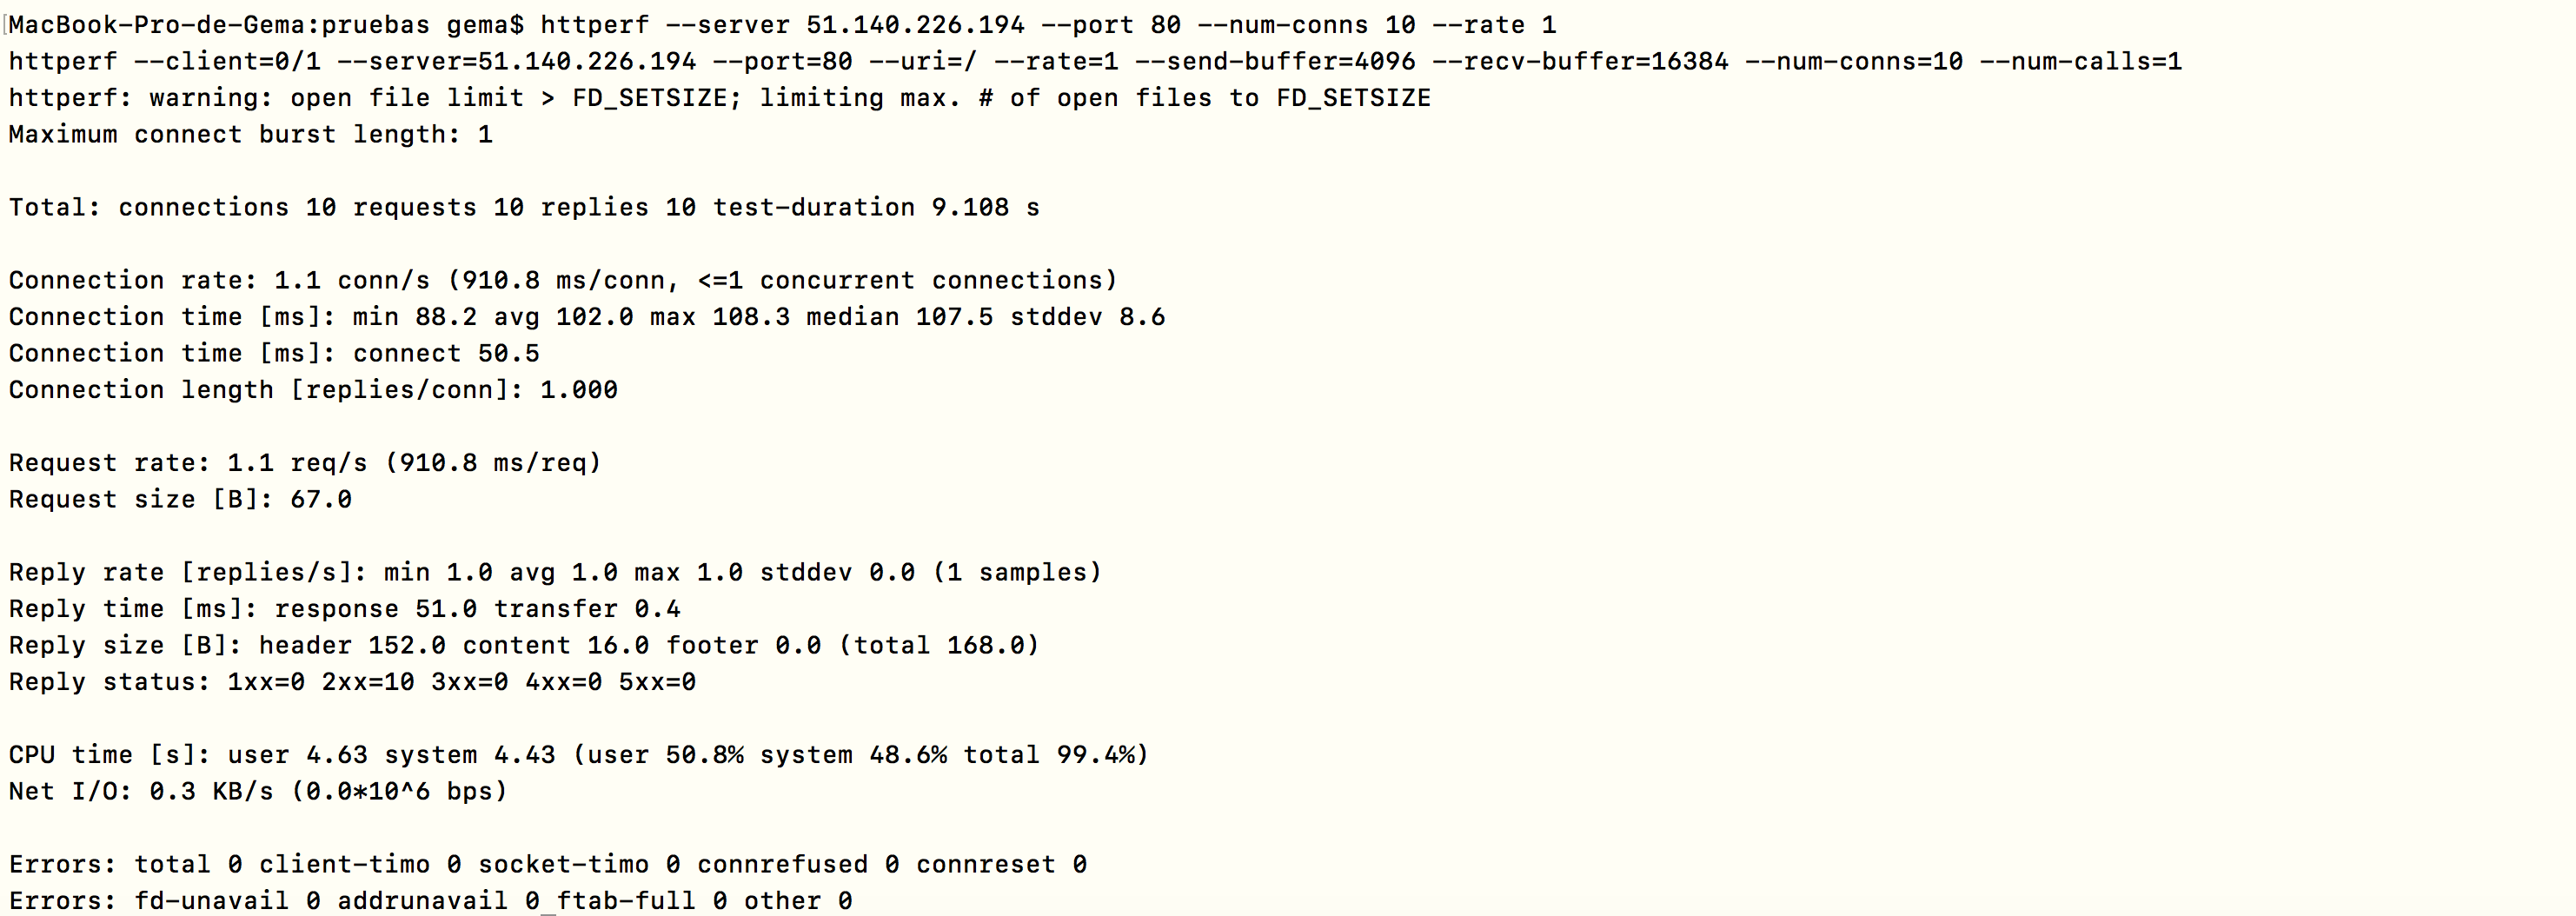 MacBook-Pro-de-Gema:pruebas gema$ httperf --server 51.140.226.194 --port 80 --num-conns 10 --rate 1
httperf --client=0/1 --server=51.140.226.194 --port=80 --uri=/ --rate=1 --send-buffer=4096 --recv-buffer=16384 --num-conns=10 --num-calls=1
httperf: warning: open file limit > FD_SETSIZE; limiting max. # of open files to FD_SETSIZE
Maximum connect burst length: 1
Total: connections 10 requests 10 replies 10 test-duration 9.108 s
Connection rate: 1.1 conn/s (910.8 ms/conn, <=1 concurrent connections)
Connection time [ms]: min 88.2 avg 102.0 max 108.3 median 107.5 stddev 8.6
Connection time [ms]: connect 50.5
Connection length [replies/conn]: 1.000
Request rate: 1.1 req/s (910.8 ms/req)
Request size [B]: 67.0
Reply rate [replies/s]: min 1.0 avg 1.0 max 1.0 stddev 0.0 (1 samples)
Reply time [ms]: response 51.0 transfer 0.4
Reply size [B]: header 152.0 content 16.0 footer 0.0 (total 168.0)
Reply status: 1xx=0 2xx=10 3xx=0 4xx=0 5xx=0
CPU time [s]: user 4.63 system 4.43 (user 50.8% system 48.6% total 99.4%)
Net I/O: 0.3 KB/s (0.0*10^6 bps)
Errors: total 0 client-timo 0 socket-timo 0 connrefused 0 connreset 0
Errors: fd-unavail 0 addrunavail 0 ftab-full 0 other 0